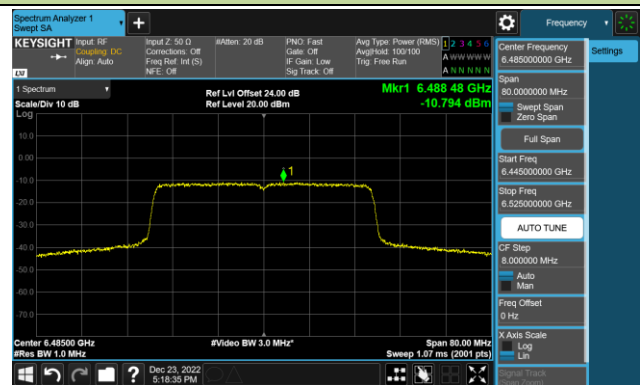 Spectrum Analyzer 1
Swept SA
Frequency
KEYSIGHT
Input: RF
Coupling: DC
Align: Auto
Input Z: 50 Ω
Corrections: Off
Freq Ref: Int (S)
NFE: Off
#Atten: 20 dB
PNO: Fast
Gate: Off
IF Gain: Low
Sig Track: Off
Avg Type: Power (RMS)
Avg|Hold: 100/100
Trig: Free Run
1 2 3 4 5 6
A W W W W W
A N N N N N
LXI
1 Spectrum
Scale/Div 10 dB
Ref Lvl Offset 24.00 dB
Ref Level 20.00 dBm
Mkr1 6.488 48 GHz
-10.794 dBm
Log
10.0
0.00
-10.0
-20.0
-30.0
-40.0
-50.0
-60.0
-70.0
1
Center 6.48500 GHz
#Res BW 1.0 MHz
#Video BW 3.0 MHz*
Span 80.00 MHz
Sweep 1.07 ms (2001 pts)
Dec 23, 2022
5:18:35 PM
Center Frequency
6.485000000 GHz
Settings
Span
80.0000000 MHz
Swept Span
Zero Span
Full Span
Start Freq
6.445000000 GHz
Stop Freq
6.525000000 GHz
AUTO TUNE
CF Step
8.000000 MHz
Auto
Man
Freq Offset
0 Hz
X Axis Scale
Log
Lin
Signal Track
(Span Zoom)